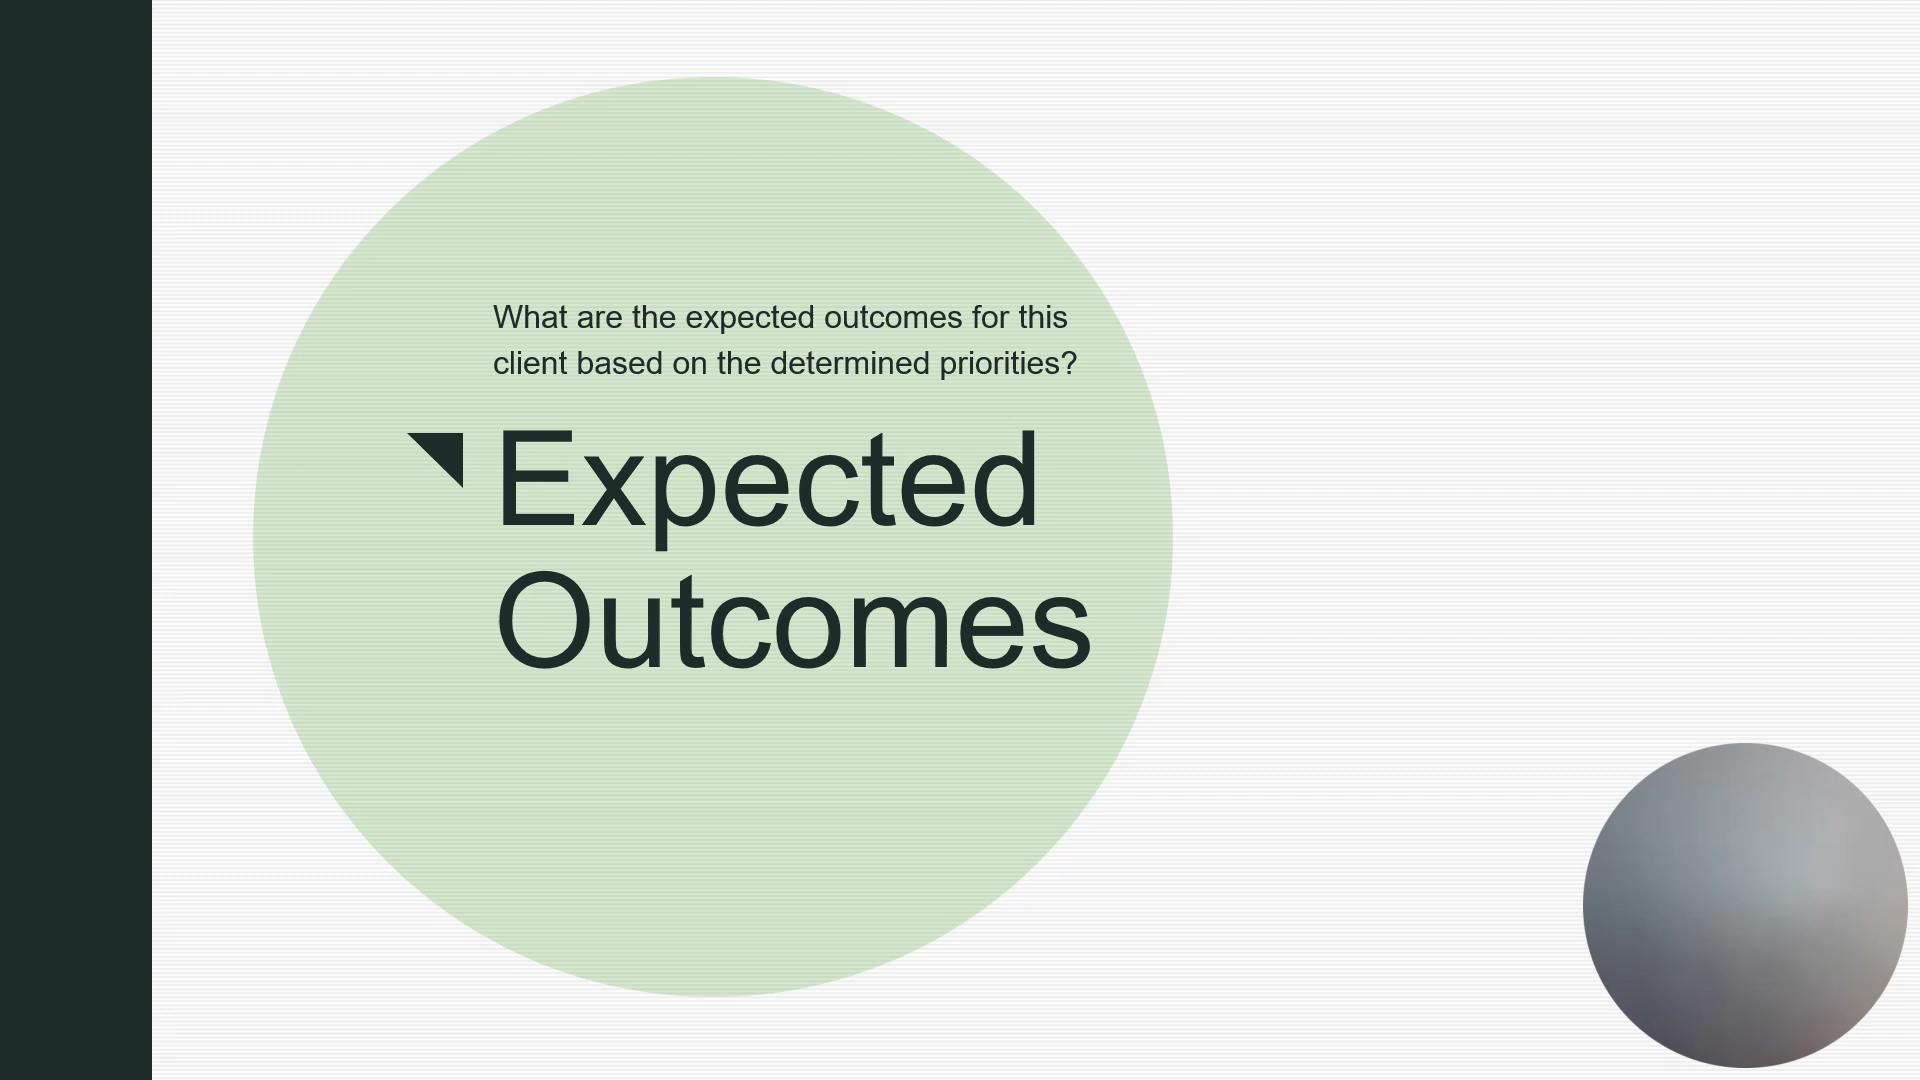 What are the expected outcomes for this
client based on the determined priorities?
Expected
Outcomes